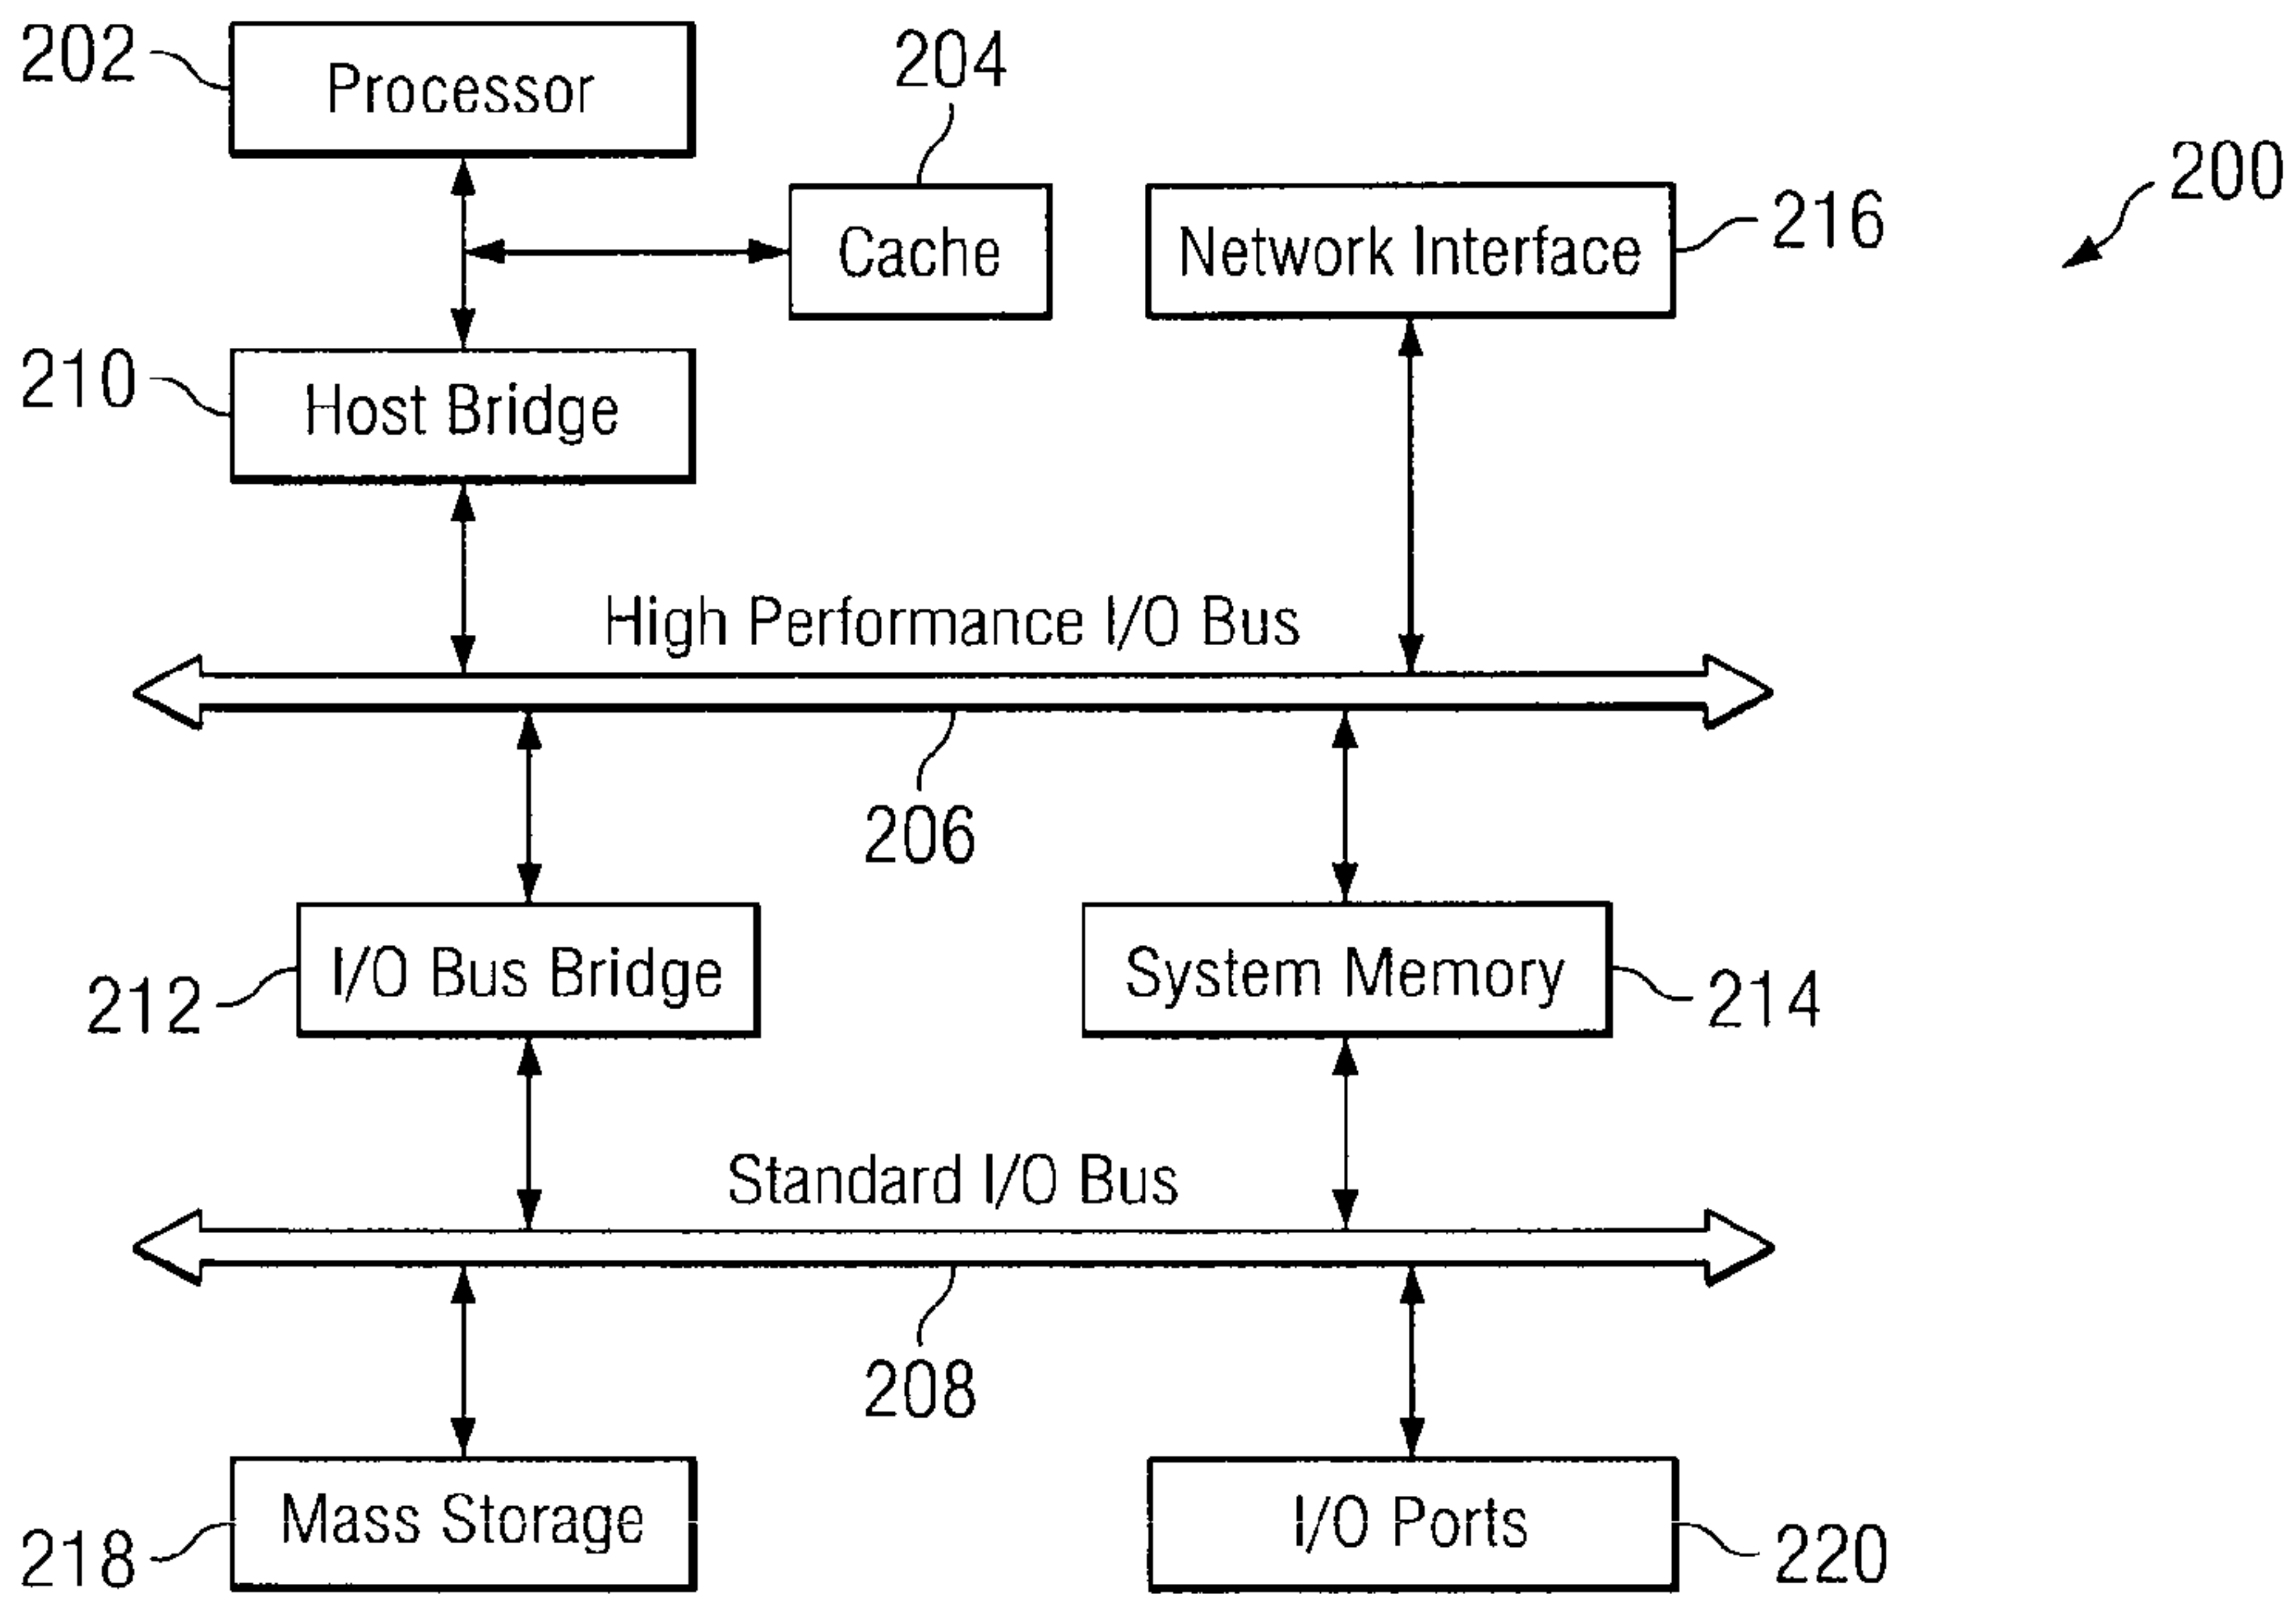 202
Processor
204
Cache
Network Interface
216
200
210
Host Bridge
High Performance I/O Bus
206
I/O Bus Bridge
212
System Memory
214
Standard I/O Bus
208
Mass Storage
218
I/O Ports
220